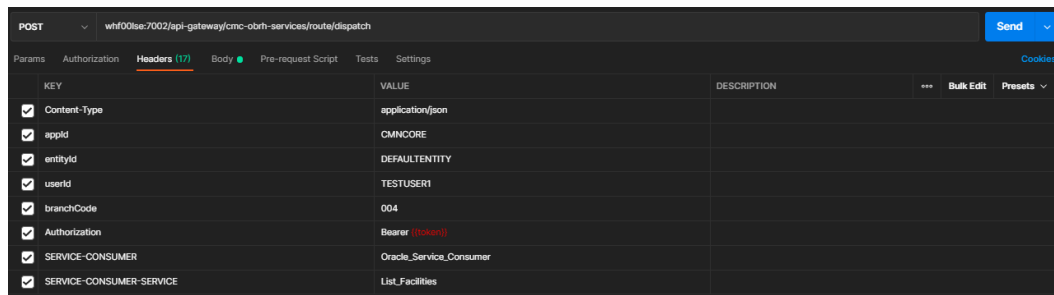 POST whf00lse:7002/api-gateway/cmc-obrh-services/route/dispatch Send
Params Authorization Headers (17) Body Pre-request Script Tests Settings Cookies
KEY VALUE DESCRIPTION ooo Bulk Edit Presets
Content-Type application/json
appId CMNCORE
entityId DEFAULTENTITY
userId TESTUSER1
branchCode 004
Authorization Bearer {{token}}
SERVICE-CONSUMER Oracle_Service_Consumer
SERVICE-CONSUMER-SERVICE List_Facilities